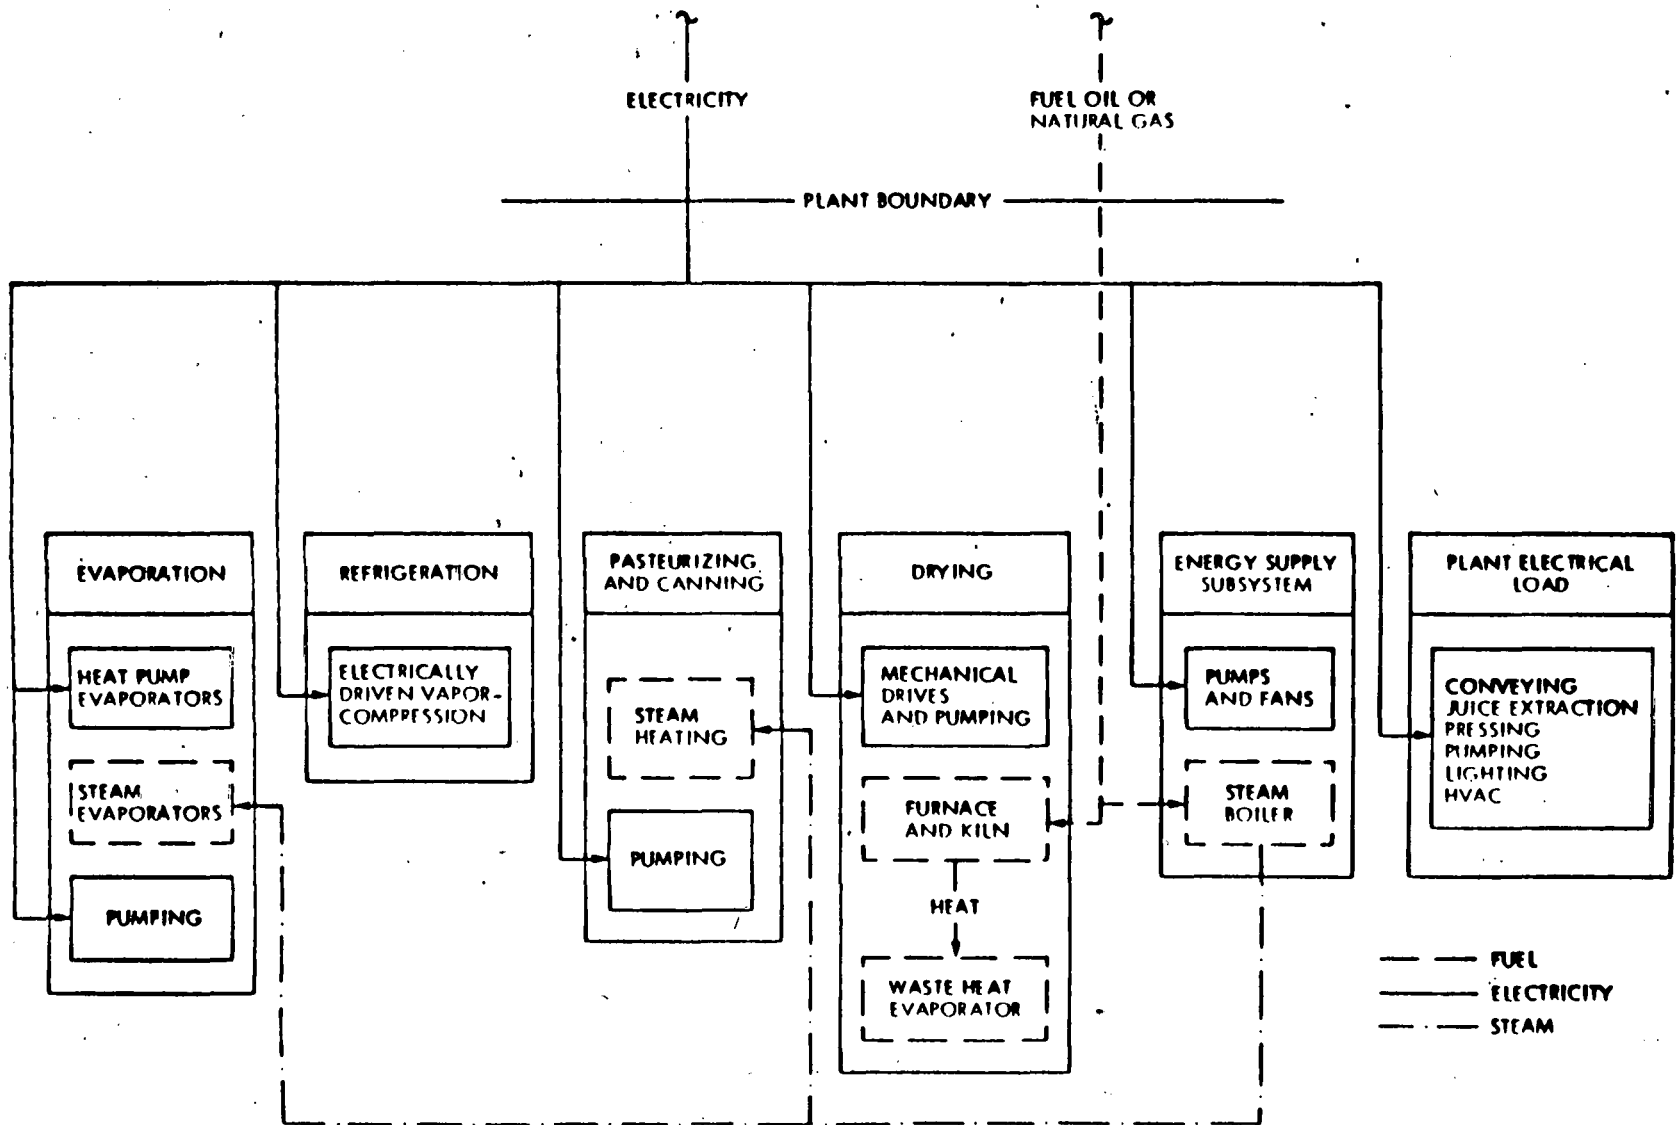 ELECTRICITY
FUEL OIL OR
NATURAL GAS
PLANT BOUNDARY
EVAPORATION
HEAT PUMP
EVAPORATORS
STEAM
EVAPORATORS
PUMPING
REFRIGERATION
ELECTRICALLY
DRIVEN VAPOR-
COMPRESSION
PASTEURIZING
AND CANNING
STEAM
HEATING
PUMPING
DRYING
MECHANICAL
DRIVES
AND PUMPING
FURNACE
AND KILN
HEAT
WASTE HEAT
EVAPORATOR
ENERGY SUPPLY
SUBSYSTEM
PUMPS
AND FANS
STEAM
BOILER
PLANT ELECTRICAL
LOAD
CONVEYING
JUICE EXTRACTION
PRESSING
PUMPING
LIGHTING
HVAC
FUEL
ELECTRICITY
STEAM